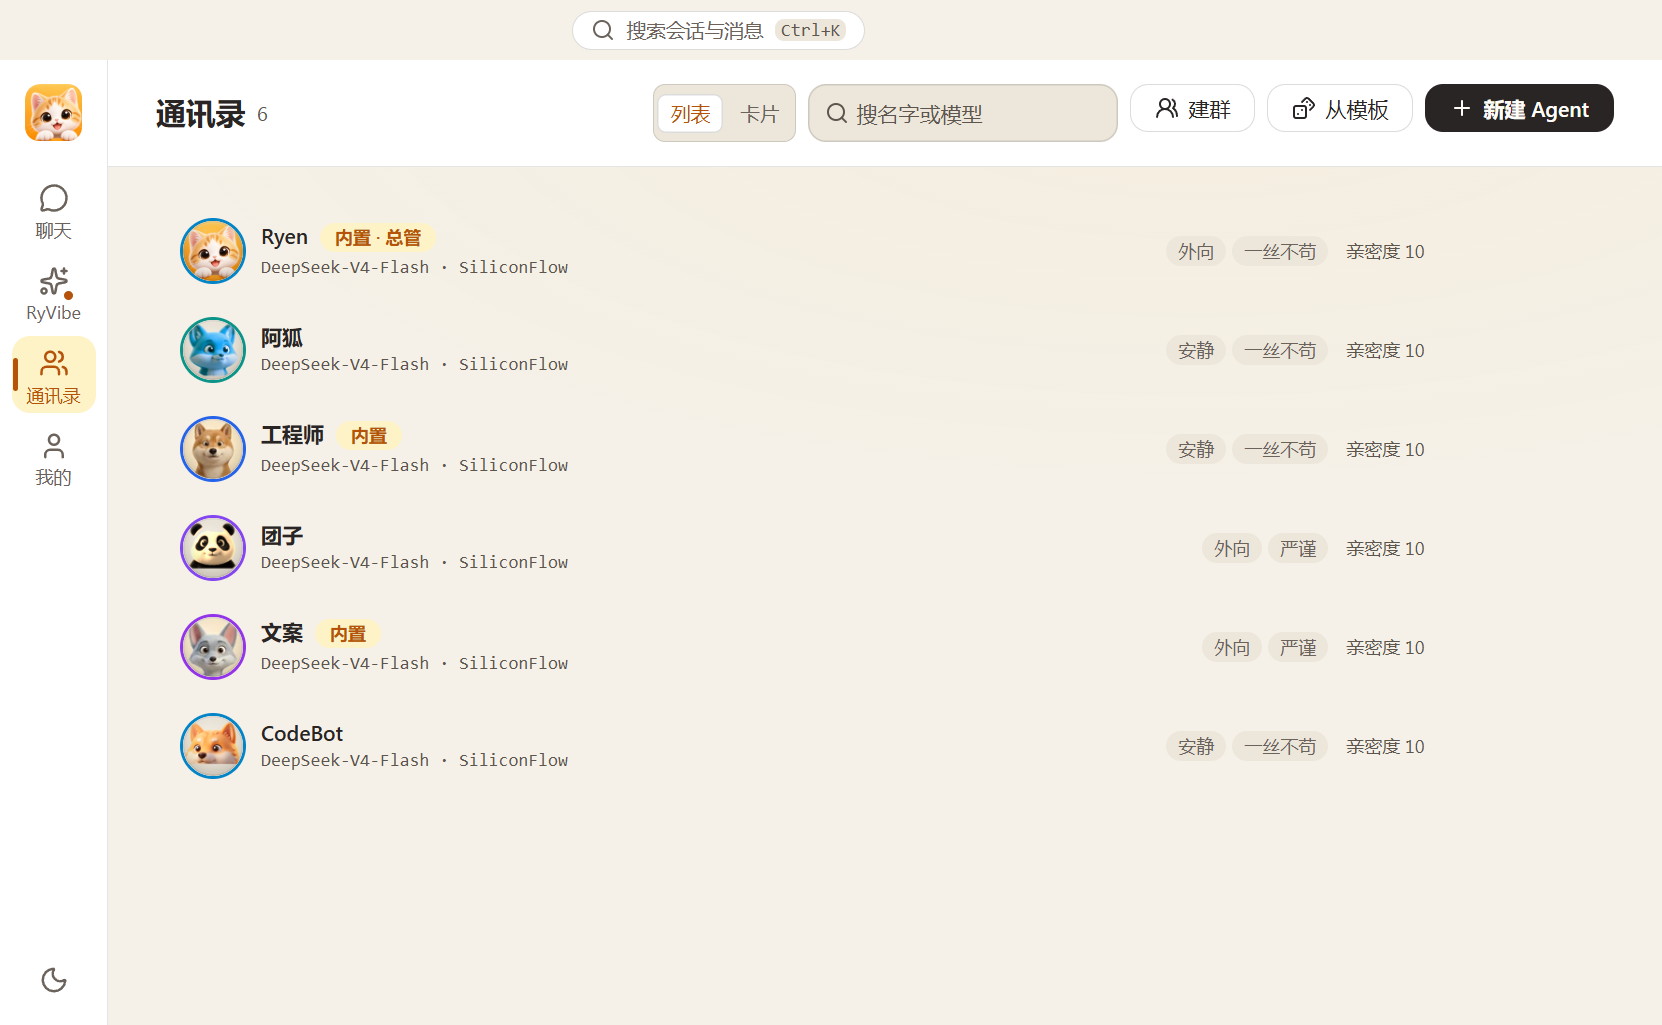 搜索会话与消息 Ctrl+K
通讯录 6
列表 卡片
搜名字或模型
建群
从模板
+ 新建 Agent
聊天
RyVibe
通讯录
我的
Ryen 内置 · 总管
DeepSeek-V4-Flash · SiliconFlow
外向 一丝不苟 亲密度 10
阿狐
DeepSeek-V4-Flash · SiliconFlow
安静 一丝不苟 亲密度 10
工程师 内置
DeepSeek-V4-Flash · SiliconFlow
安静 一丝不苟 亲密度 10
团子
DeepSeek-V4-Flash · SiliconFlow
外向 严谨 亲密度 10
文案 内置
DeepSeek-V4-Flash · SiliconFlow
外向 严谨 亲密度 10
CodeBot
DeepSeek-V4-Flash · SiliconFlow
安静 一丝不苟 亲密度 10